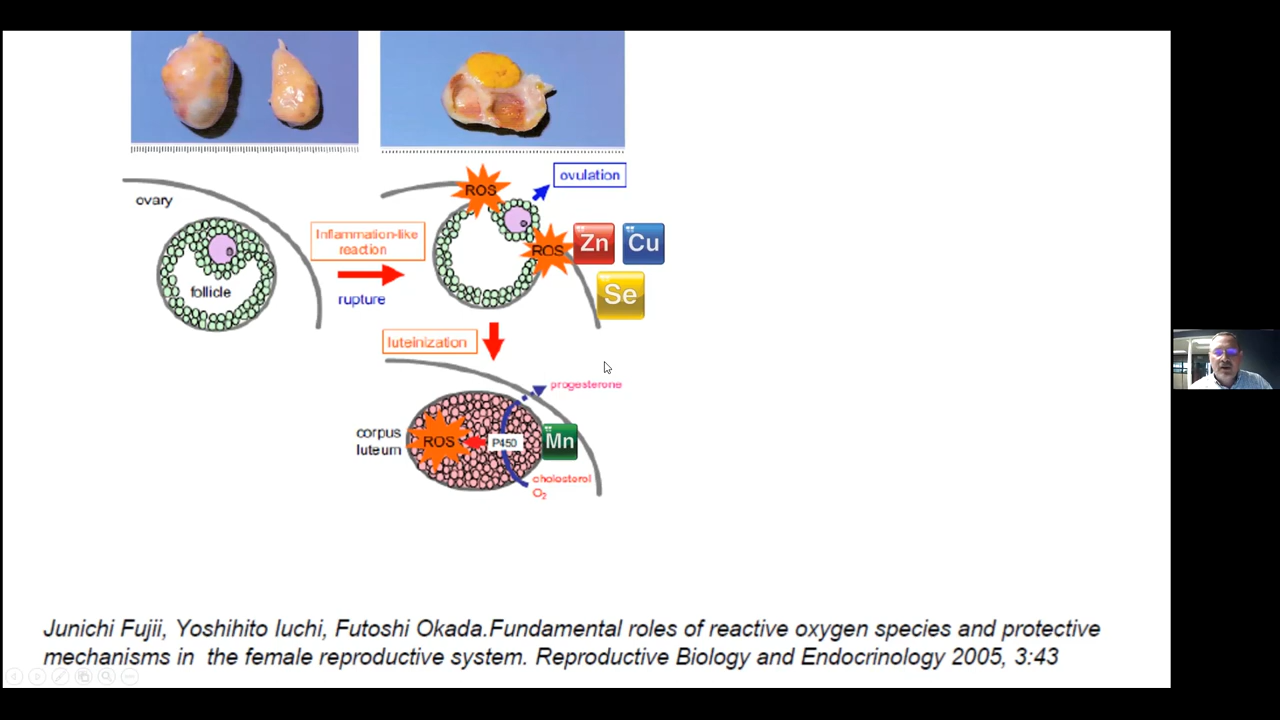 ovary
follicle
Inflammation-like
reaction
rupture
ROS
ovulation
ROS
Zn
Cu
Se
luteinization
progesterone
corpus
luteum
ROS
P450
Mn
cholesterol
O₂
Junichi Fujii, Yoshihito Iuchi, Futoshi Okada.Fundamental roles of reactive oxygen species and protective
mechanisms in the female reproductive system. Reproductive Biology and Endocrinology 2005, 3:43